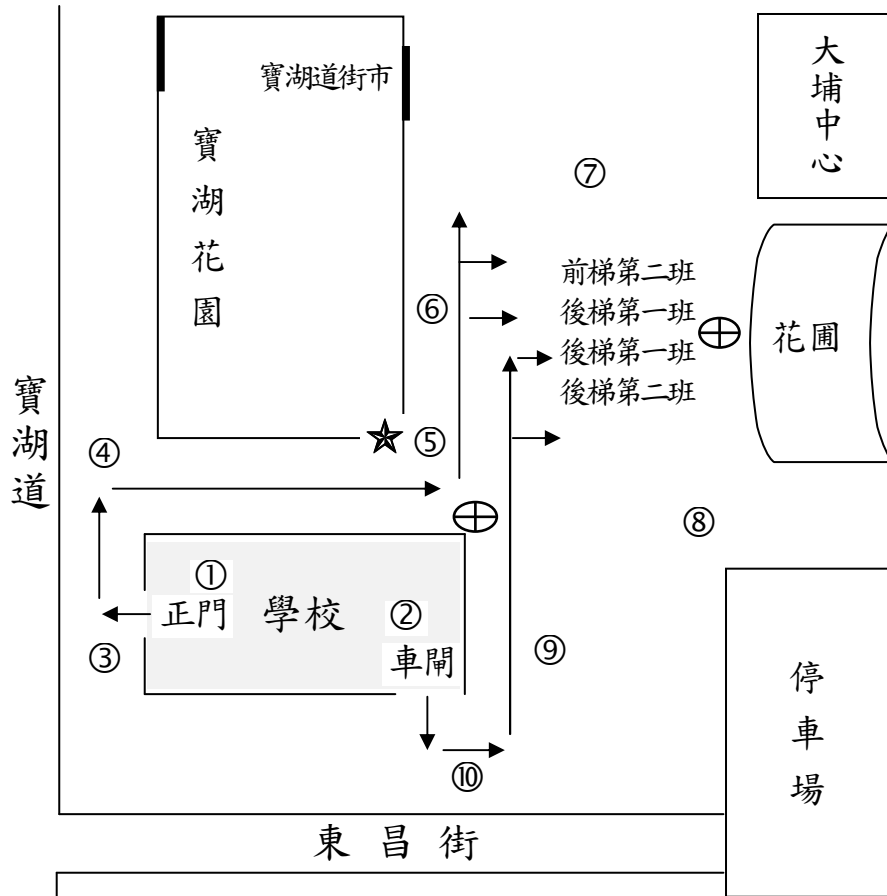 寶湖道街市
大埔中心
寶湖花園
⑦
前梯第二班
後梯第一班
後梯第一班
後梯第二班
⑥
花圃
寶湖道
④
⑤
⑧
①
正門
學校
②
車閘
③
⑨
⑩
停車場
東昌街